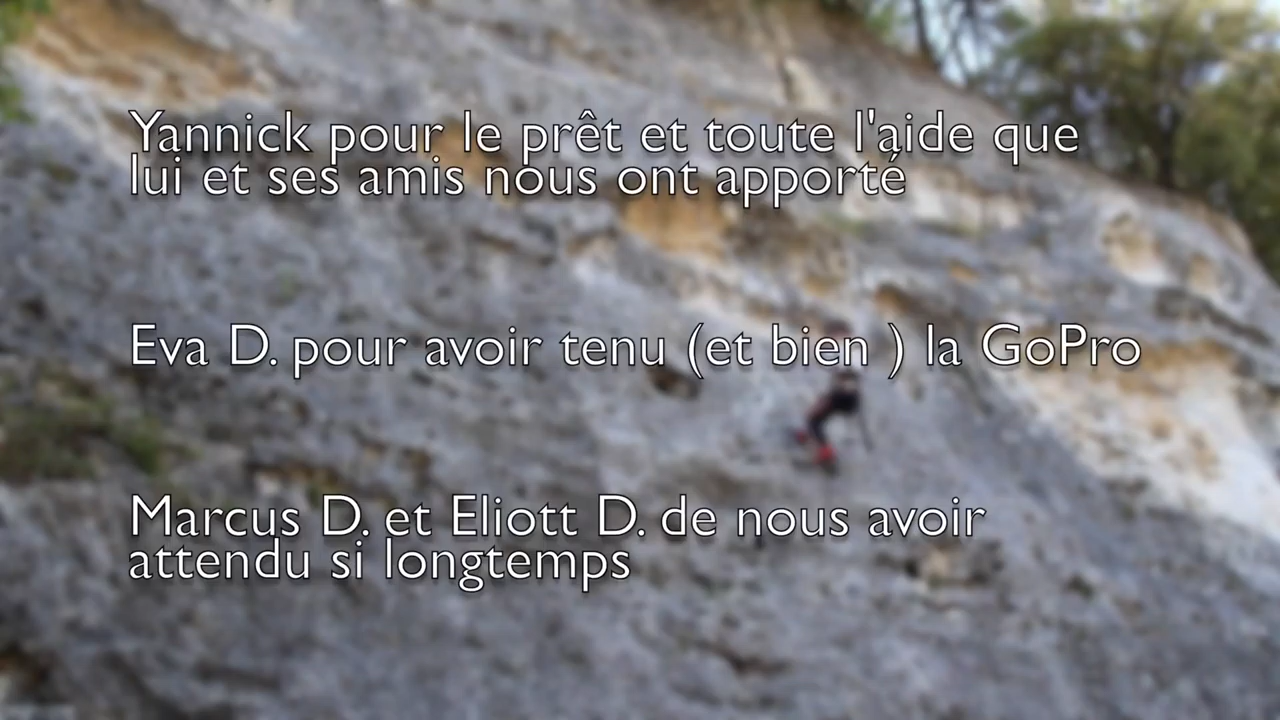 Yannick pour le prêt et toute l'aide que
lui et ses amis nous ont apporté
Eva D. pour avoir tenu (et bien ) la GoPro
Marcus D. et Eliott D. de nous avoir
attendu si longtemps